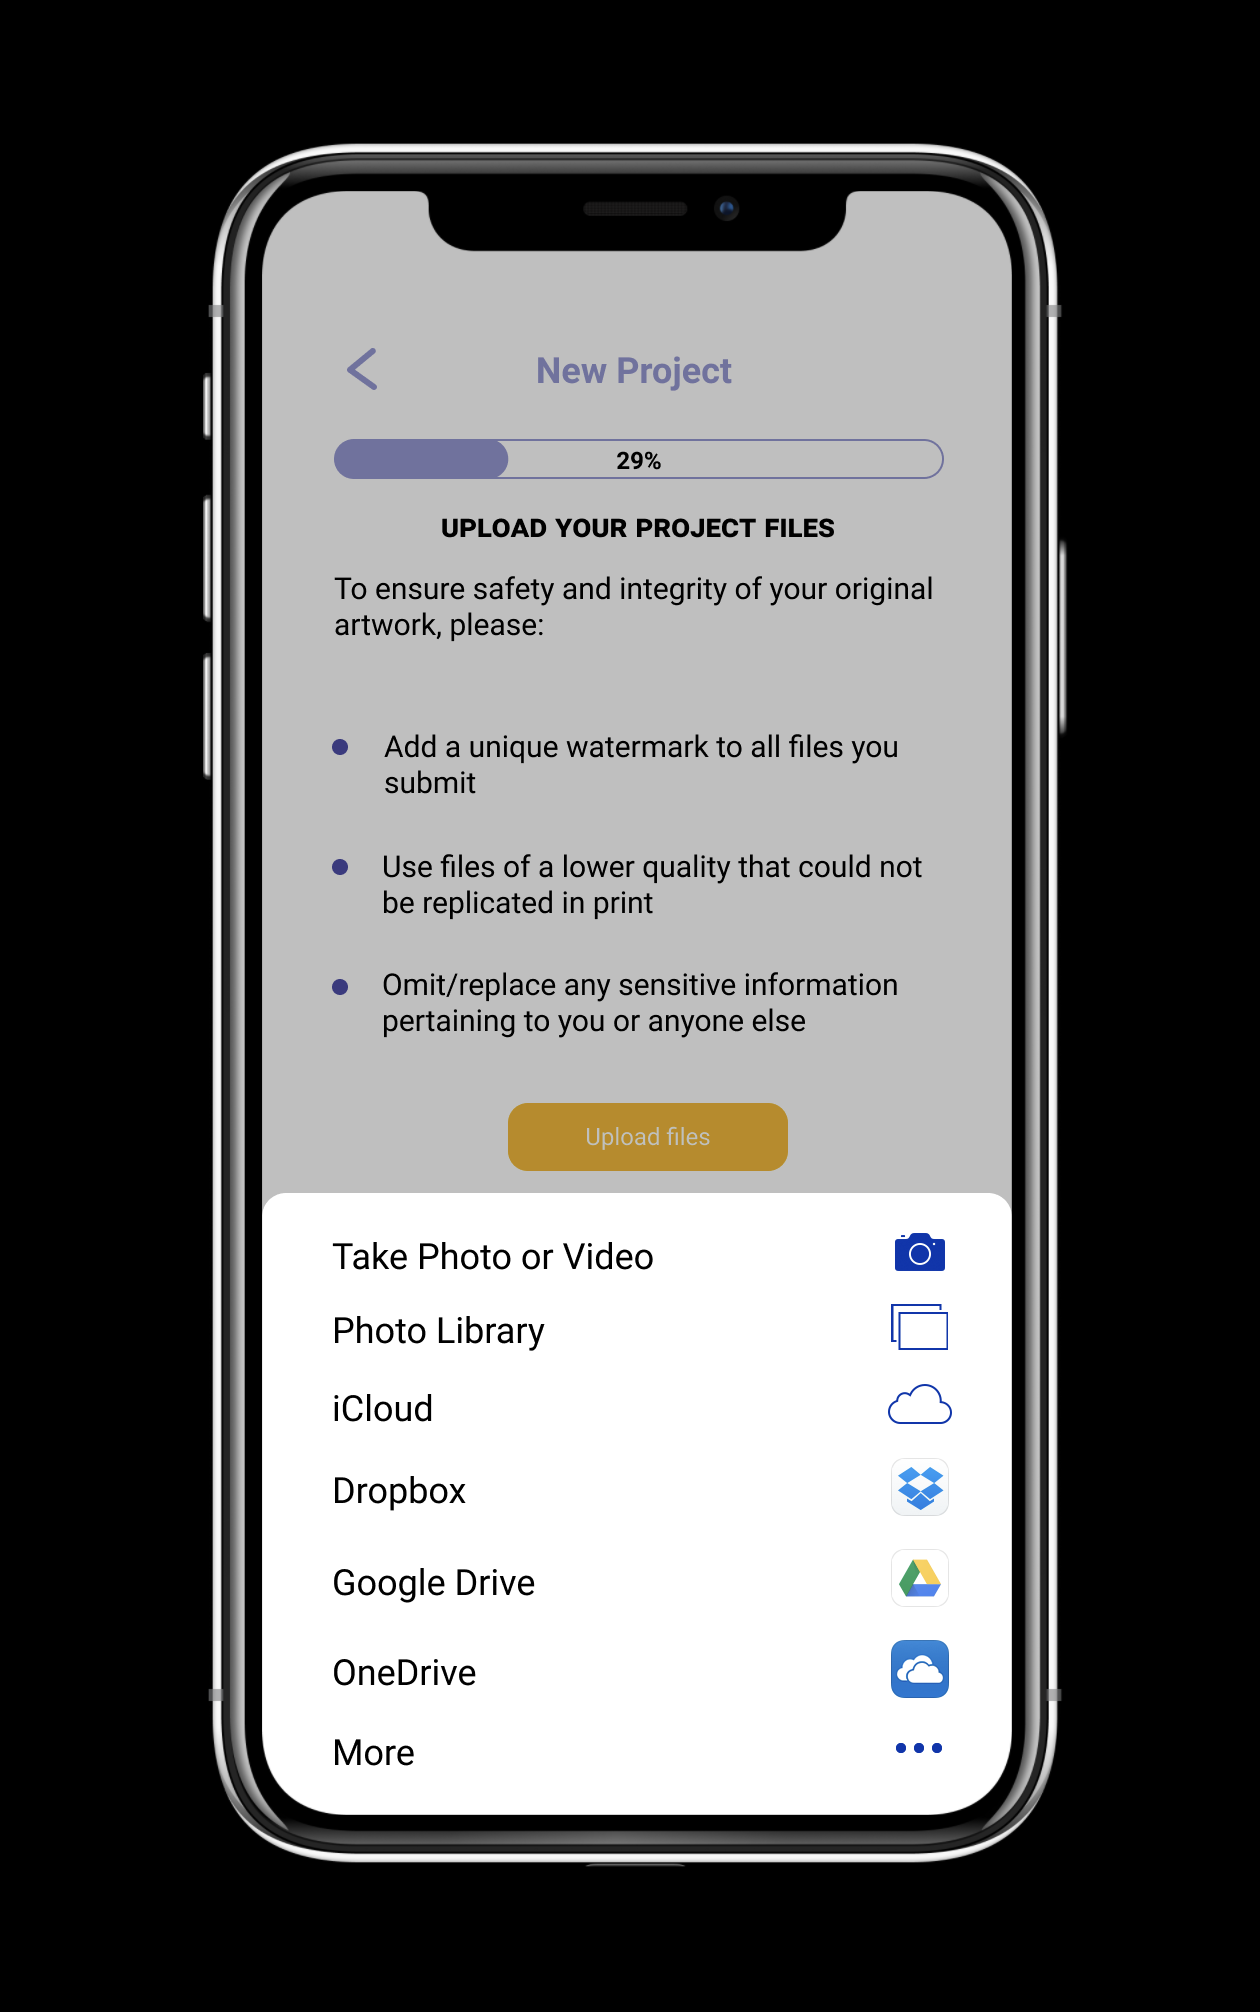 New Project
29%
UPLOAD YOUR PROJECT FILES
To ensure safety and integrity of your original
artwork, please:
Add a unique watermark to all files you
submit
Use files of a lower quality that could not
be replicated in print
Omit/replace any sensitive information
pertaining to you or anyone else
Upload files
Take Photo or Video
Photo Library
iCloud
Dropbox
Google Drive
OneDrive
More